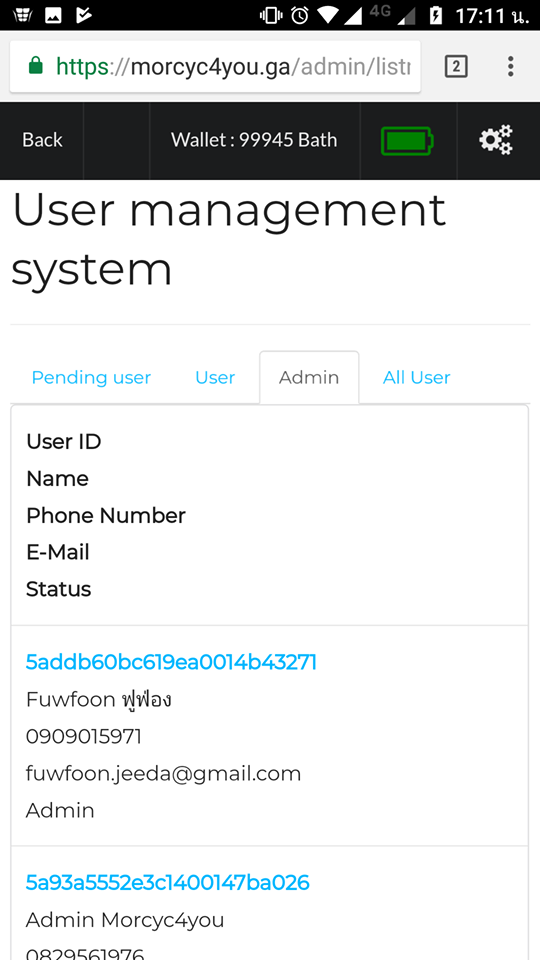 4G
17:11 น.
https://morcyc4you.ga/admin/listr
2
Back
Wallet : 99945 Bath
User management
system
Pending user
User
Admin
All User
User ID
Name
Phone Number
E-Mail
Status
5addb60bc619ea0014b43271
Fuwfoon ฟูฟ่อง
0909015971
fuwfoon.jeeda@gmail.com
Admin
5a93a5552e3c1400147ba026
Admin Morcyc4you
0829561976